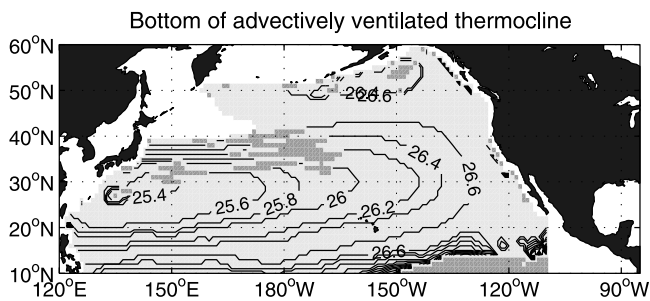 Bottom of advectively ventilated thermocline
60°N
50°N
40°N
30°N
20°N
10°N
26.4
26.6
26.4
26.6
25.4
25.6
25.8
26
26.2
26.6
120°E
150°E
180°W
150°W
120°W
90°W